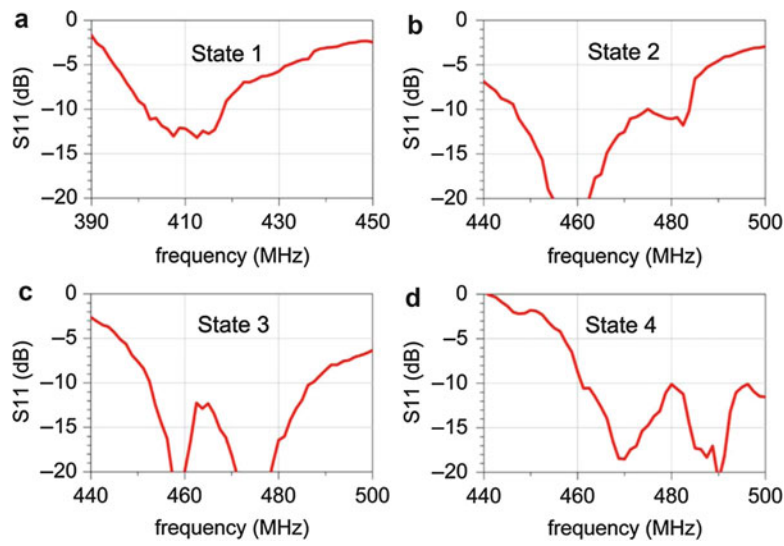 a
State 1
S11 (dB)
0
−5
−10
−15
−20
390
410
430
450
frequency (MHz)
b
State 2
S11 (dB)
0
−5
−10
−15
−20
440
460
480
500
frequency (MHz)
c
State 3
S11 (dB)
0
−5
−10
−15
−20
440
460
480
500
frequency (MHz)
d
State 4
S11 (dB)
0
−5
−10
−15
−20
440
460
480
500
frequency (MHz)